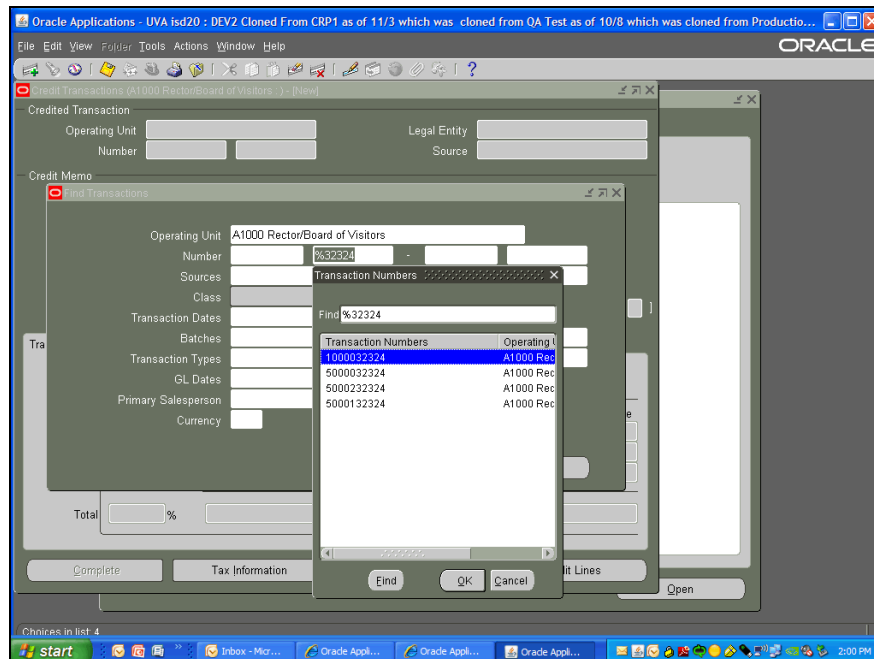 Oracle Applications - UVA isd20 : DEV2 Cloned From CRP1 as of 11/3 which was cloned from QA Test as of 10/8 which was cloned from Productio...
File Edit View Folder Tools Actions Window Help
ORACLE
Credit Transactions (A1000 Rector/Board of Visitors : ) - [New]
Credited Transaction
Operating Unit
Legal Entity
Number
Source
Credit Memo
Find Transactions
Operating Unit A1000 Rector/Board of Visitors
Number %32324 -
Sources
Class
Transaction Dates
Batches
Transaction Types
GL Dates
Primary Salesperson
Currency
Transaction Numbers
Find %32324
Transaction Numbers Operating U
1000032324 A1000 Rec
5000032324 A1000 Rec
5000232324 A1000 Rec
5000132324 A1000 Rec
Find OK Cancel
]
Tra
e
Total %
Complete Tax Information dit Lines
Open
Choices in list: 4
start Inbox - Micr... Oracle Appli... Oracle Appli... Oracle Appli... 2:00 PM